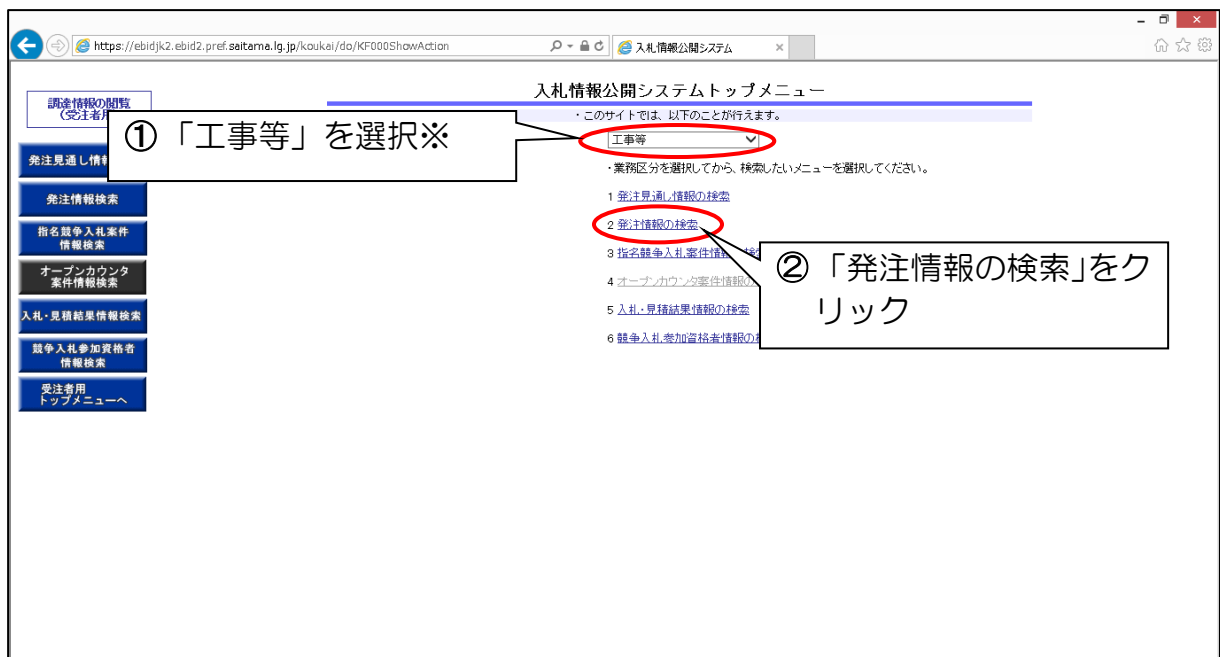 https://ebidjk2.ebid2.pref.saitama.lg.jp/koukai/do/KF000ShowAction
入札情報公開システム
調達情報の閲覧
(受注者用
入札情報公開システムトップメニュー
・このサイトでは、以下のことが行えます。
①「工事等」を選択※
工事等
・業務区分を選択してから、検索したいメニューを選択してください。
発注見通し情報
発注情報検索
指名競争入札案件
情報検索
オープンカウンタ
案件情報検索
入札・見積結果情報検索
競争入札参加資格者
情報検索
受注者用
トップメニューへ
1 発注見通し情報の検索
2 発注情報の検索
3 指名競争入札案件情報の検索
4 オープンカウンタ案件情報の
5 入札・見積結果情報の検索
6 競争入札参加資格者情報の
②「発注情報の検索」をク
リック